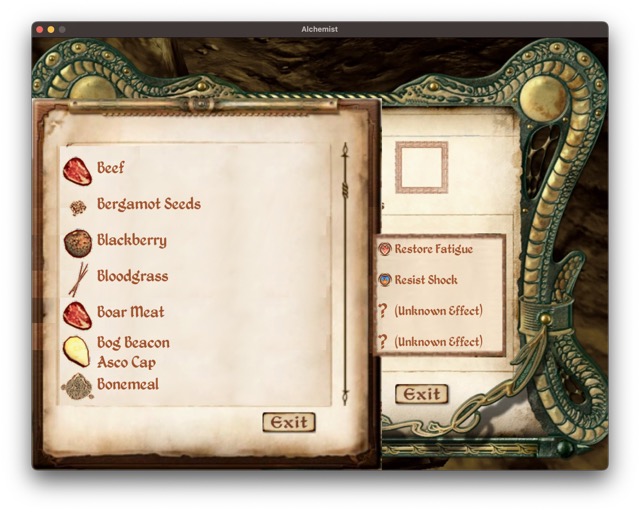 Alchemist
Beef
Bergamot Seeds
Blackberry
Bloodgrass
Boar Meat
Bog Beacon
Asco Cap
Bonemeal
Exit
Restore Fatigue
Resist Shock
? (Unknown Effect)
? (Unknown Effect)
Exit